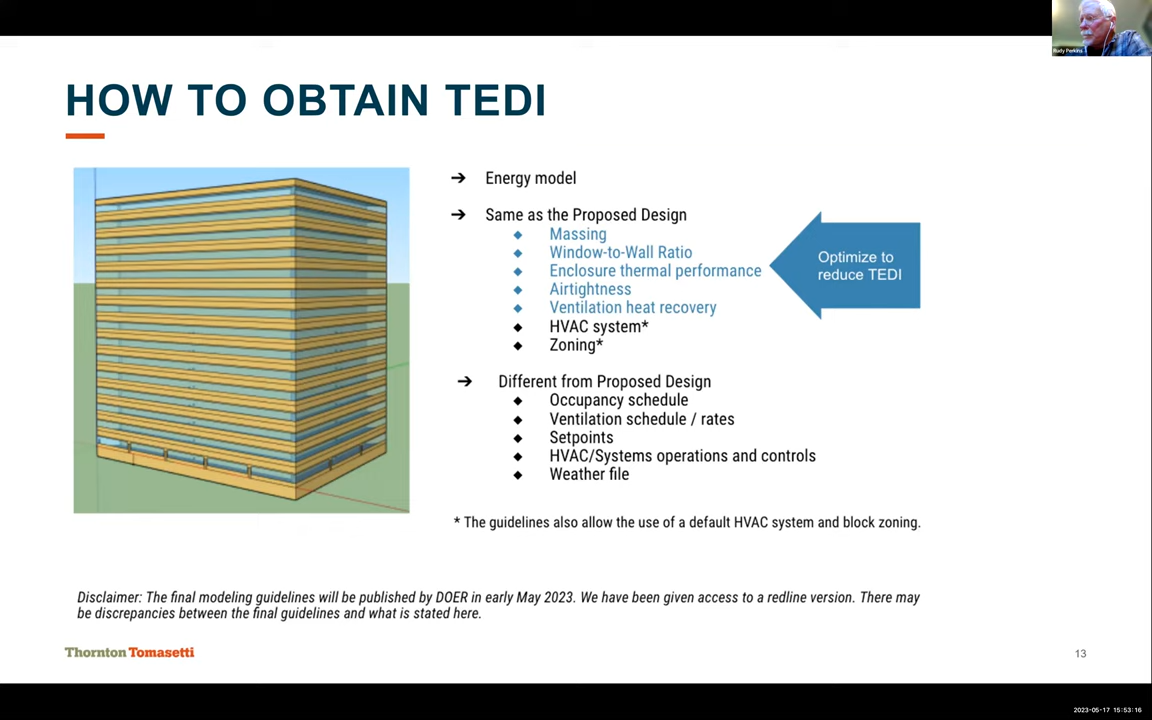 Rudy Perkins
HOW TO OBTAIN TEDI
➔ Energy model
➔ Same as the Proposed Design
◆ Massing
◆ Window-to-Wall Ratio
◆ Enclosure thermal performance
◆ Airtightness
◆ Ventilation heat recovery
◆ HVAC system*
◆ Zoning*
Optimize to
reduce TEDI
➔ Different from Proposed Design
◆ Occupancy schedule
◆ Ventilation schedule / rates
◆ Setpoints
◆ HVAC/Systems operations and controls
◆ Weather file
* The guidelines also allow the use of a default HVAC system and block zoning.
Disclaimer: The final modeling guidelines will be published by DOER in early May 2023. We have been given access to a redline version. There may
be discrepancies between the final guidelines and what is stated here.
Thornton Tomasetti
13
2023-05-17 15:53:16